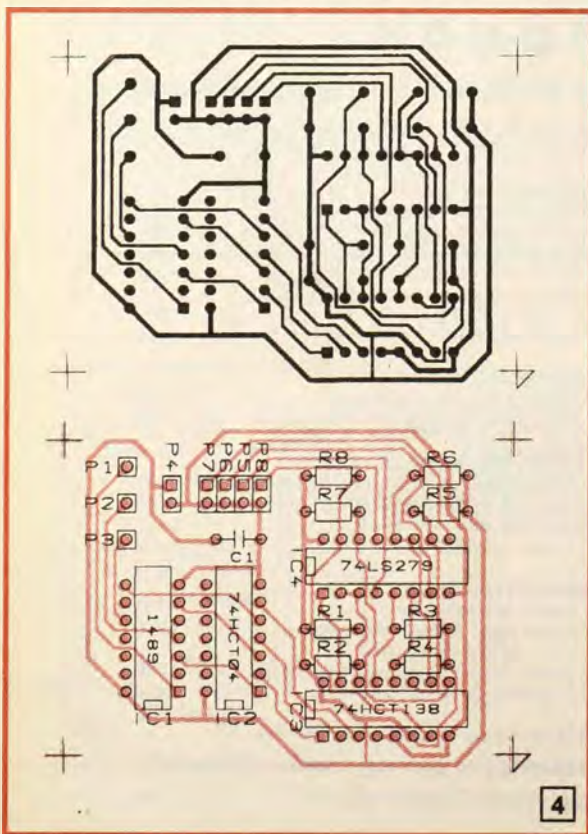 P1
P2
P3
P4
P7
P6
P5
P8
R8
R7
R6
R5
C1
IC4
74LS279
1489
74HCT04
R1
R2
R3
R4
IC3
74HCT138
IC1
IC2
4